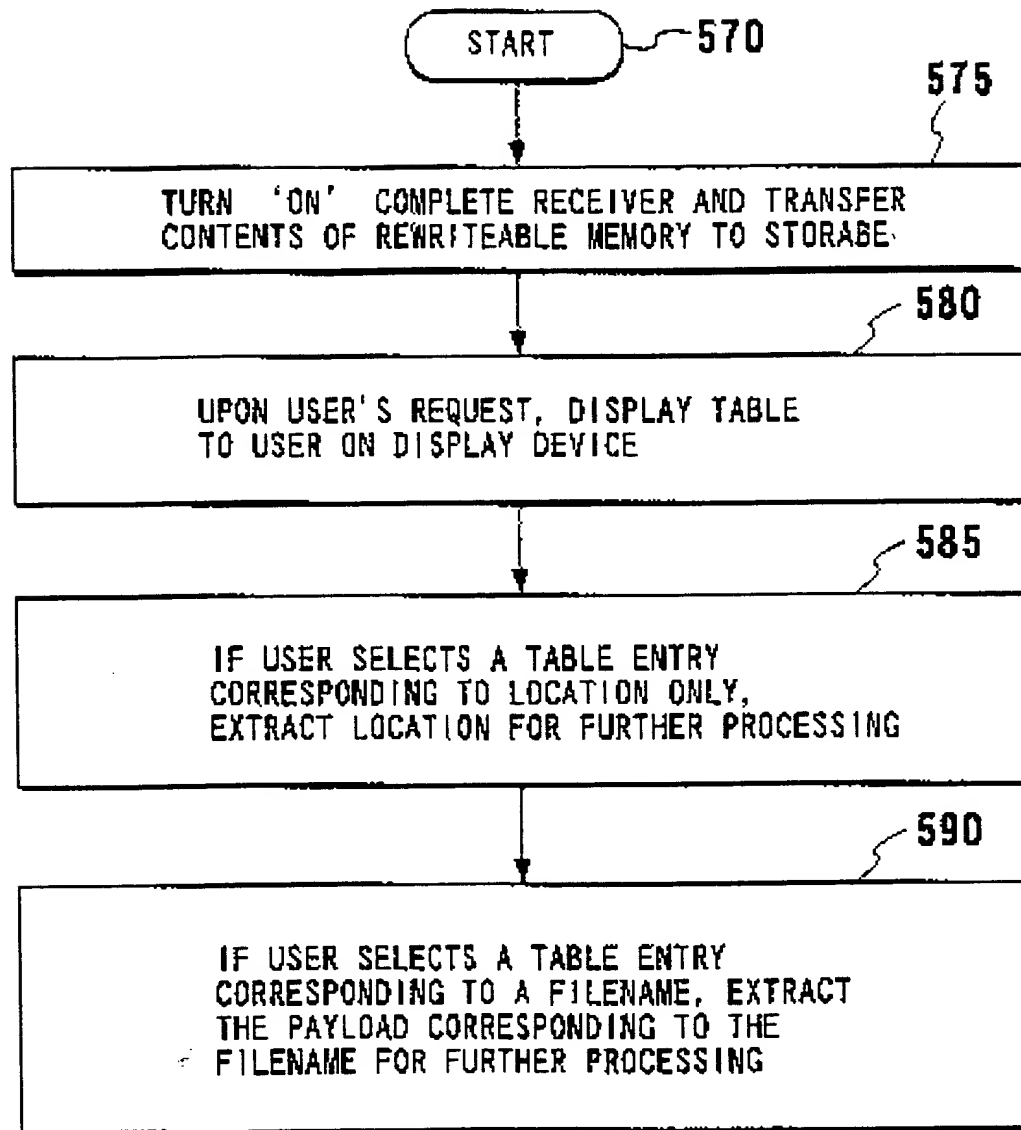 START
570
575
TURN 'ON' COMPLETE RECEIVER AND TRANSFER
CONTENTS OF REWRITEABLE MEMORY TO STORABE
580
UPON USER'S REQUEST, DISPLAY TABLE
TO USER ON DISPLAY DEVICE
585
IF USER SELECTS A TABLE ENTRY
CORRESPONDING TO LOCATION ONLY,
EXTRACT LOCATION FOR FURTHER PROCESSING
590
IF USER SELECTS A TABLE ENTRY
CORRESPONDING TO A FILENAME, EXTRACT
THE PAYLOAD CORRESPONDING TO THE
FILENAME FOR FURTHER PROCESSING